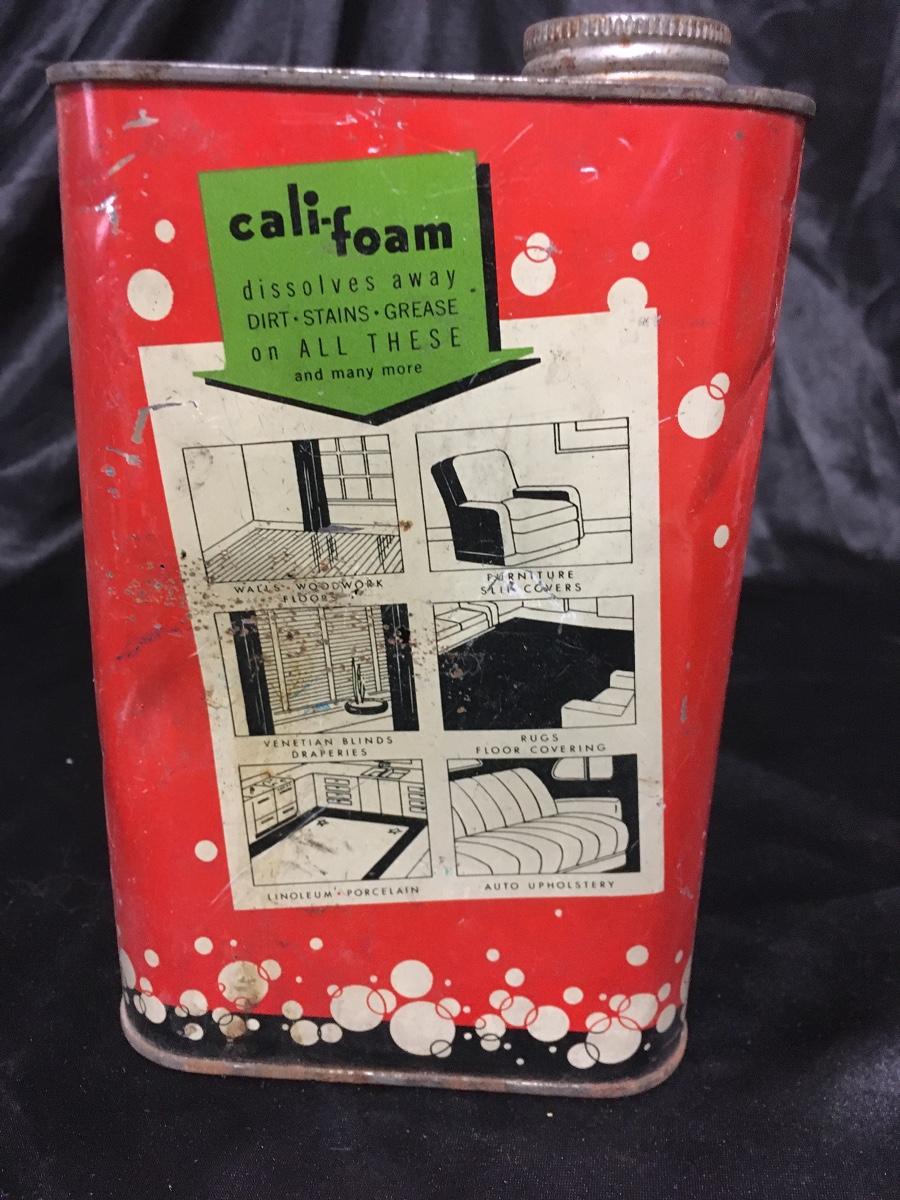 cali-foam
dissolves away
DIRT • STAINS • GREASE
on ALL THESE
and many more
WALLS • WOODWORK
FLOORS
FURNITURE
SLIP COVERS
VENETIAN BLINDS
DRAPERIES
RUGS
FLOOR COVERING
LINOLEUM • PORCELAIN
AUTO UPHOLSTERY